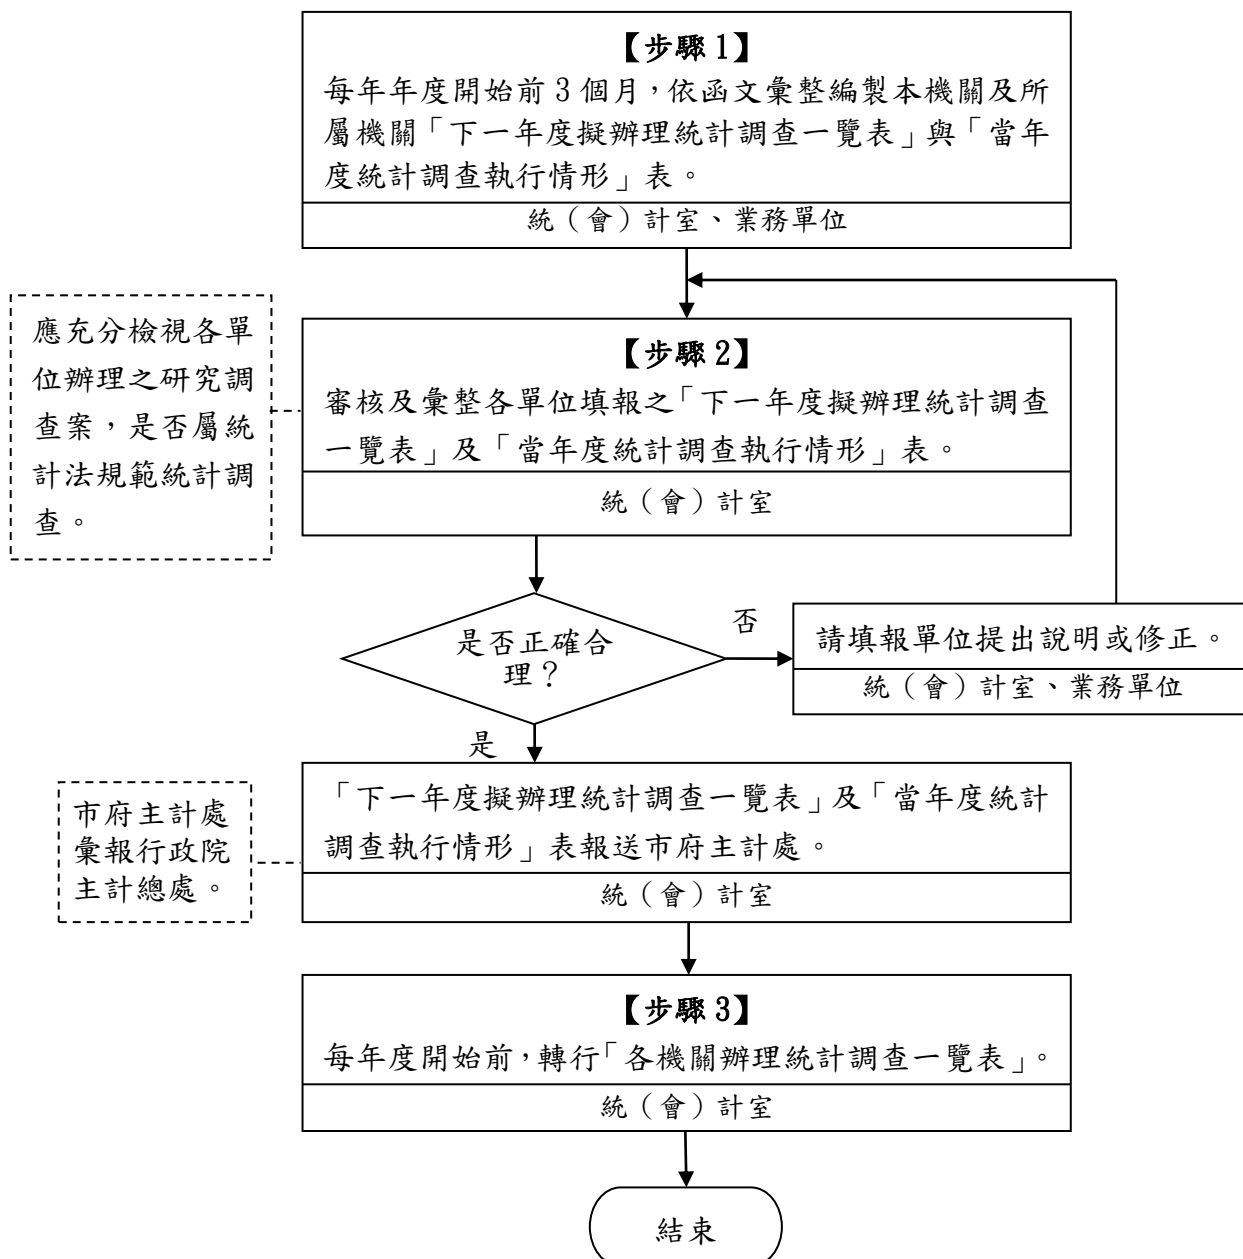 【步驟 1】
每年年度開始前 3 個月，依函文彙整編製本機關及所
屬機關「下一年度擬辦理統計調查一覽表」與「當年
度統計調查執行情形」表。
統（會）計室、業務單位
應充分檢視各單
位辦理之研究調
查案，是否屬統
計法規範統計調
查。
【步驟 2】
審核及彙整各單位填報之「下一年度擬辦理統計調查
一覽表」及「當年度統計調查執行情形」表。
統（會）計室
是否正確合
理？
否
請填報單位提出說明或修正。
統（會）計室、業務單位
是
市府主計處
彙報行政院
主計總處。
「下一年度擬辦理統計調查一覽表」及「當年度統計
調查執行情形」表報送市府主計處。
統（會）計室
【步驟 3】
每年度開始前，轉行「各機關辦理統計調查一覽表」。
統（會）計室
結束